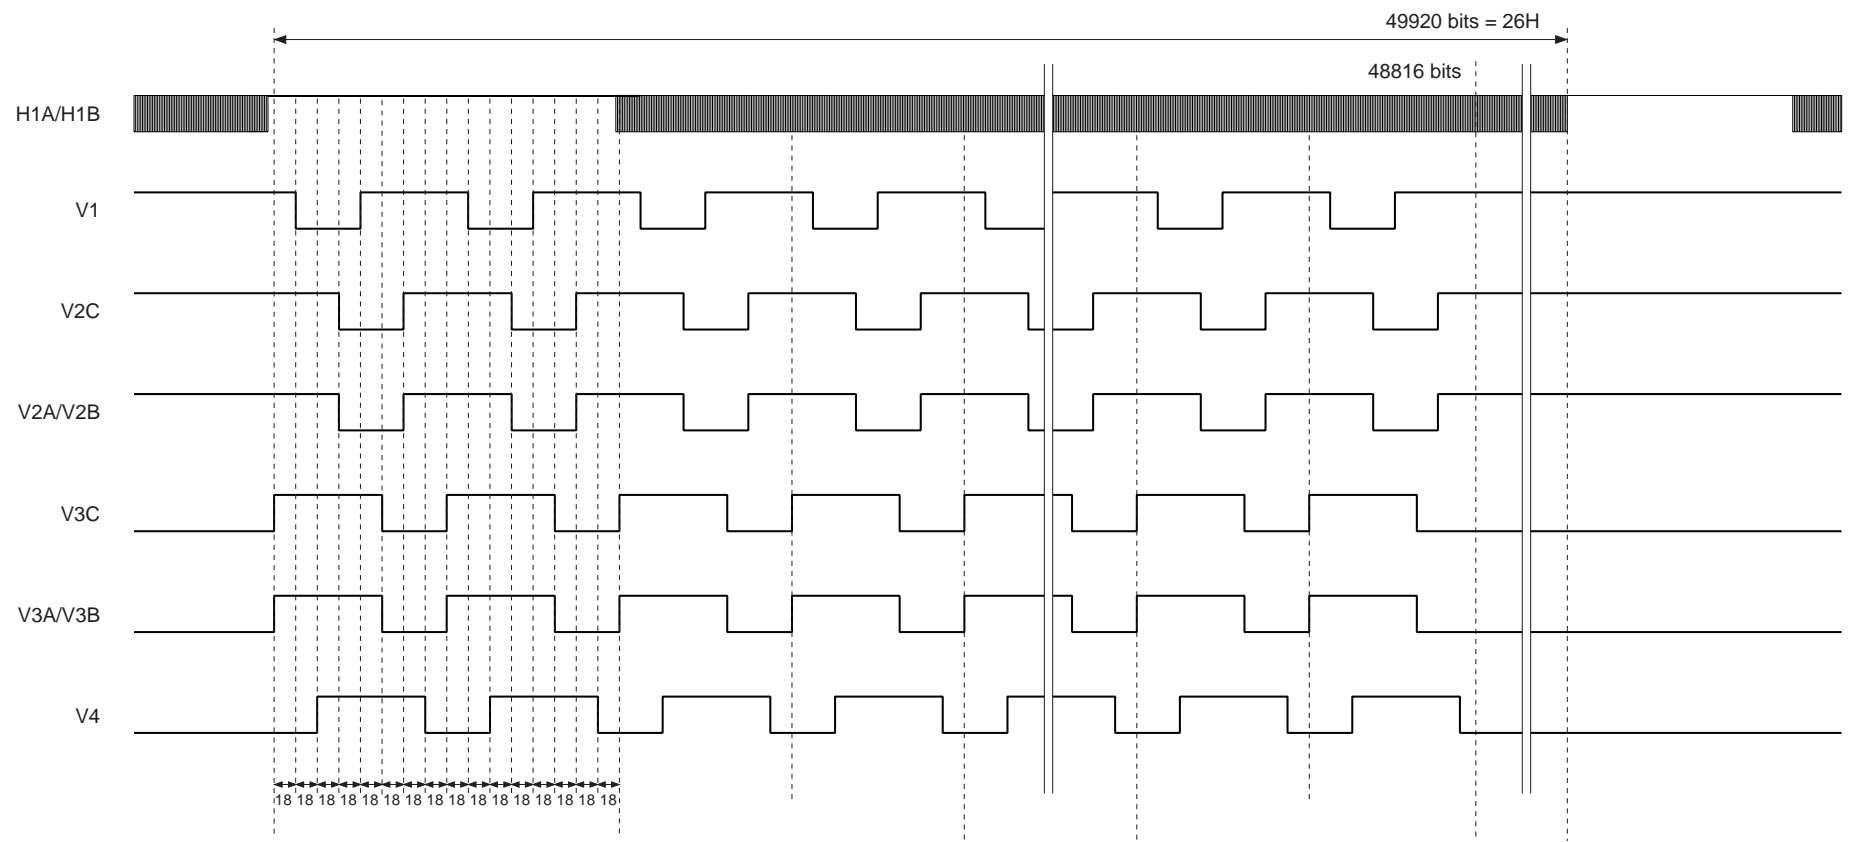 49920 bits = 26H
48816 bits
H1A/H1B
V1
V2C
V2A/V2B
V3C
V3A/V3B
V4
18 18 18 18 18 18 18 18 18 18 18 18 18 18 18 18